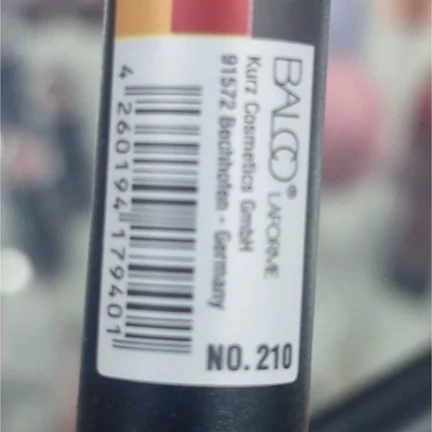 BALCO® LAFORME
Kurz Cosmetics GmbH
91572 Bechhofen - Germany
4 260194 179401
NO. 210